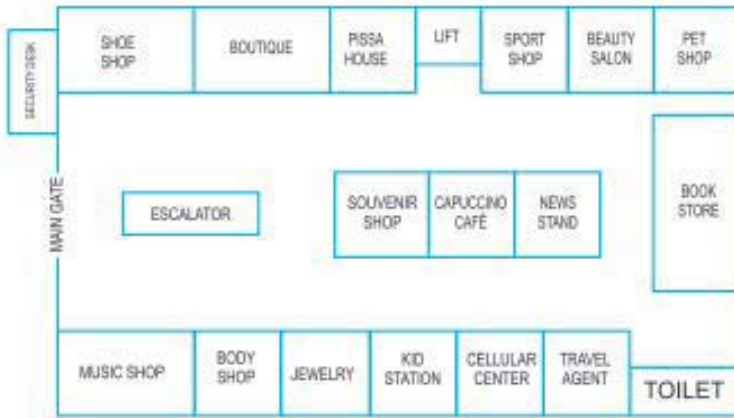 SECURITY DESK
SHOE
SHOP
BOUTIQUE
PISSA
HOUSE
LIFT
SPORT
SHOP
BEAUTY
SALON
PET
SHOP
MAIN GATE
ESCALATOR
SOUVENIR
SHOP
CAPUCCINO
CAFÉ
NEWS
STAND
BOOK
STORE
MUSIC SHOP
BODY
SHOP
JEWELRY
KID
STATION
CELLULAR
CENTER
TRAVEL
AGENT
TOILET